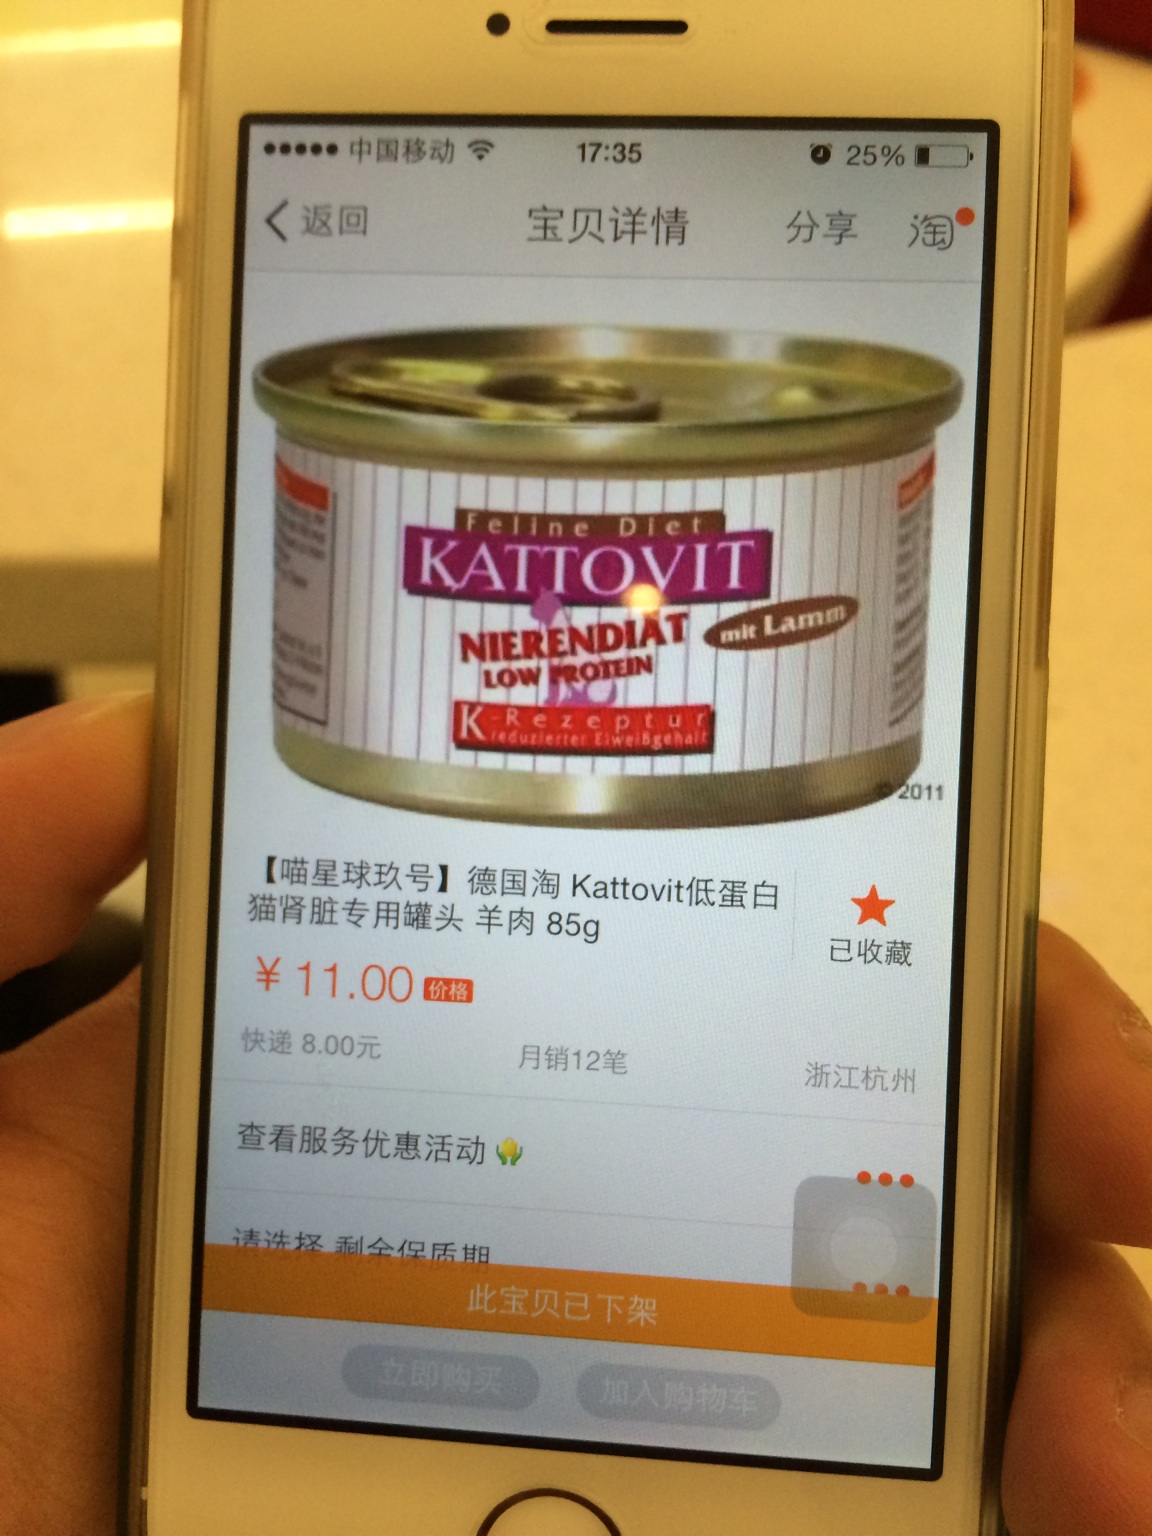 中国移动 17:35 25%
返回 宝贝详情 分享 淘
Feline Diet
KATTOVIT
NIERENDIÄT
mit Lamm
LOW PROTEIN
K-Rezeptur
reduzierter Eiweißgehalt
© 2011
【喵星球玖号】德国淘 Kattovit低蛋白
猫肾脏专用罐头 羊肉 85g
已收藏
¥ 11.00 价格
快递 8.00元 月销12笔 浙江杭州
查看服务优惠活动
请选择 剩余保质期
此宝贝已下架
立即购买 加入购物车